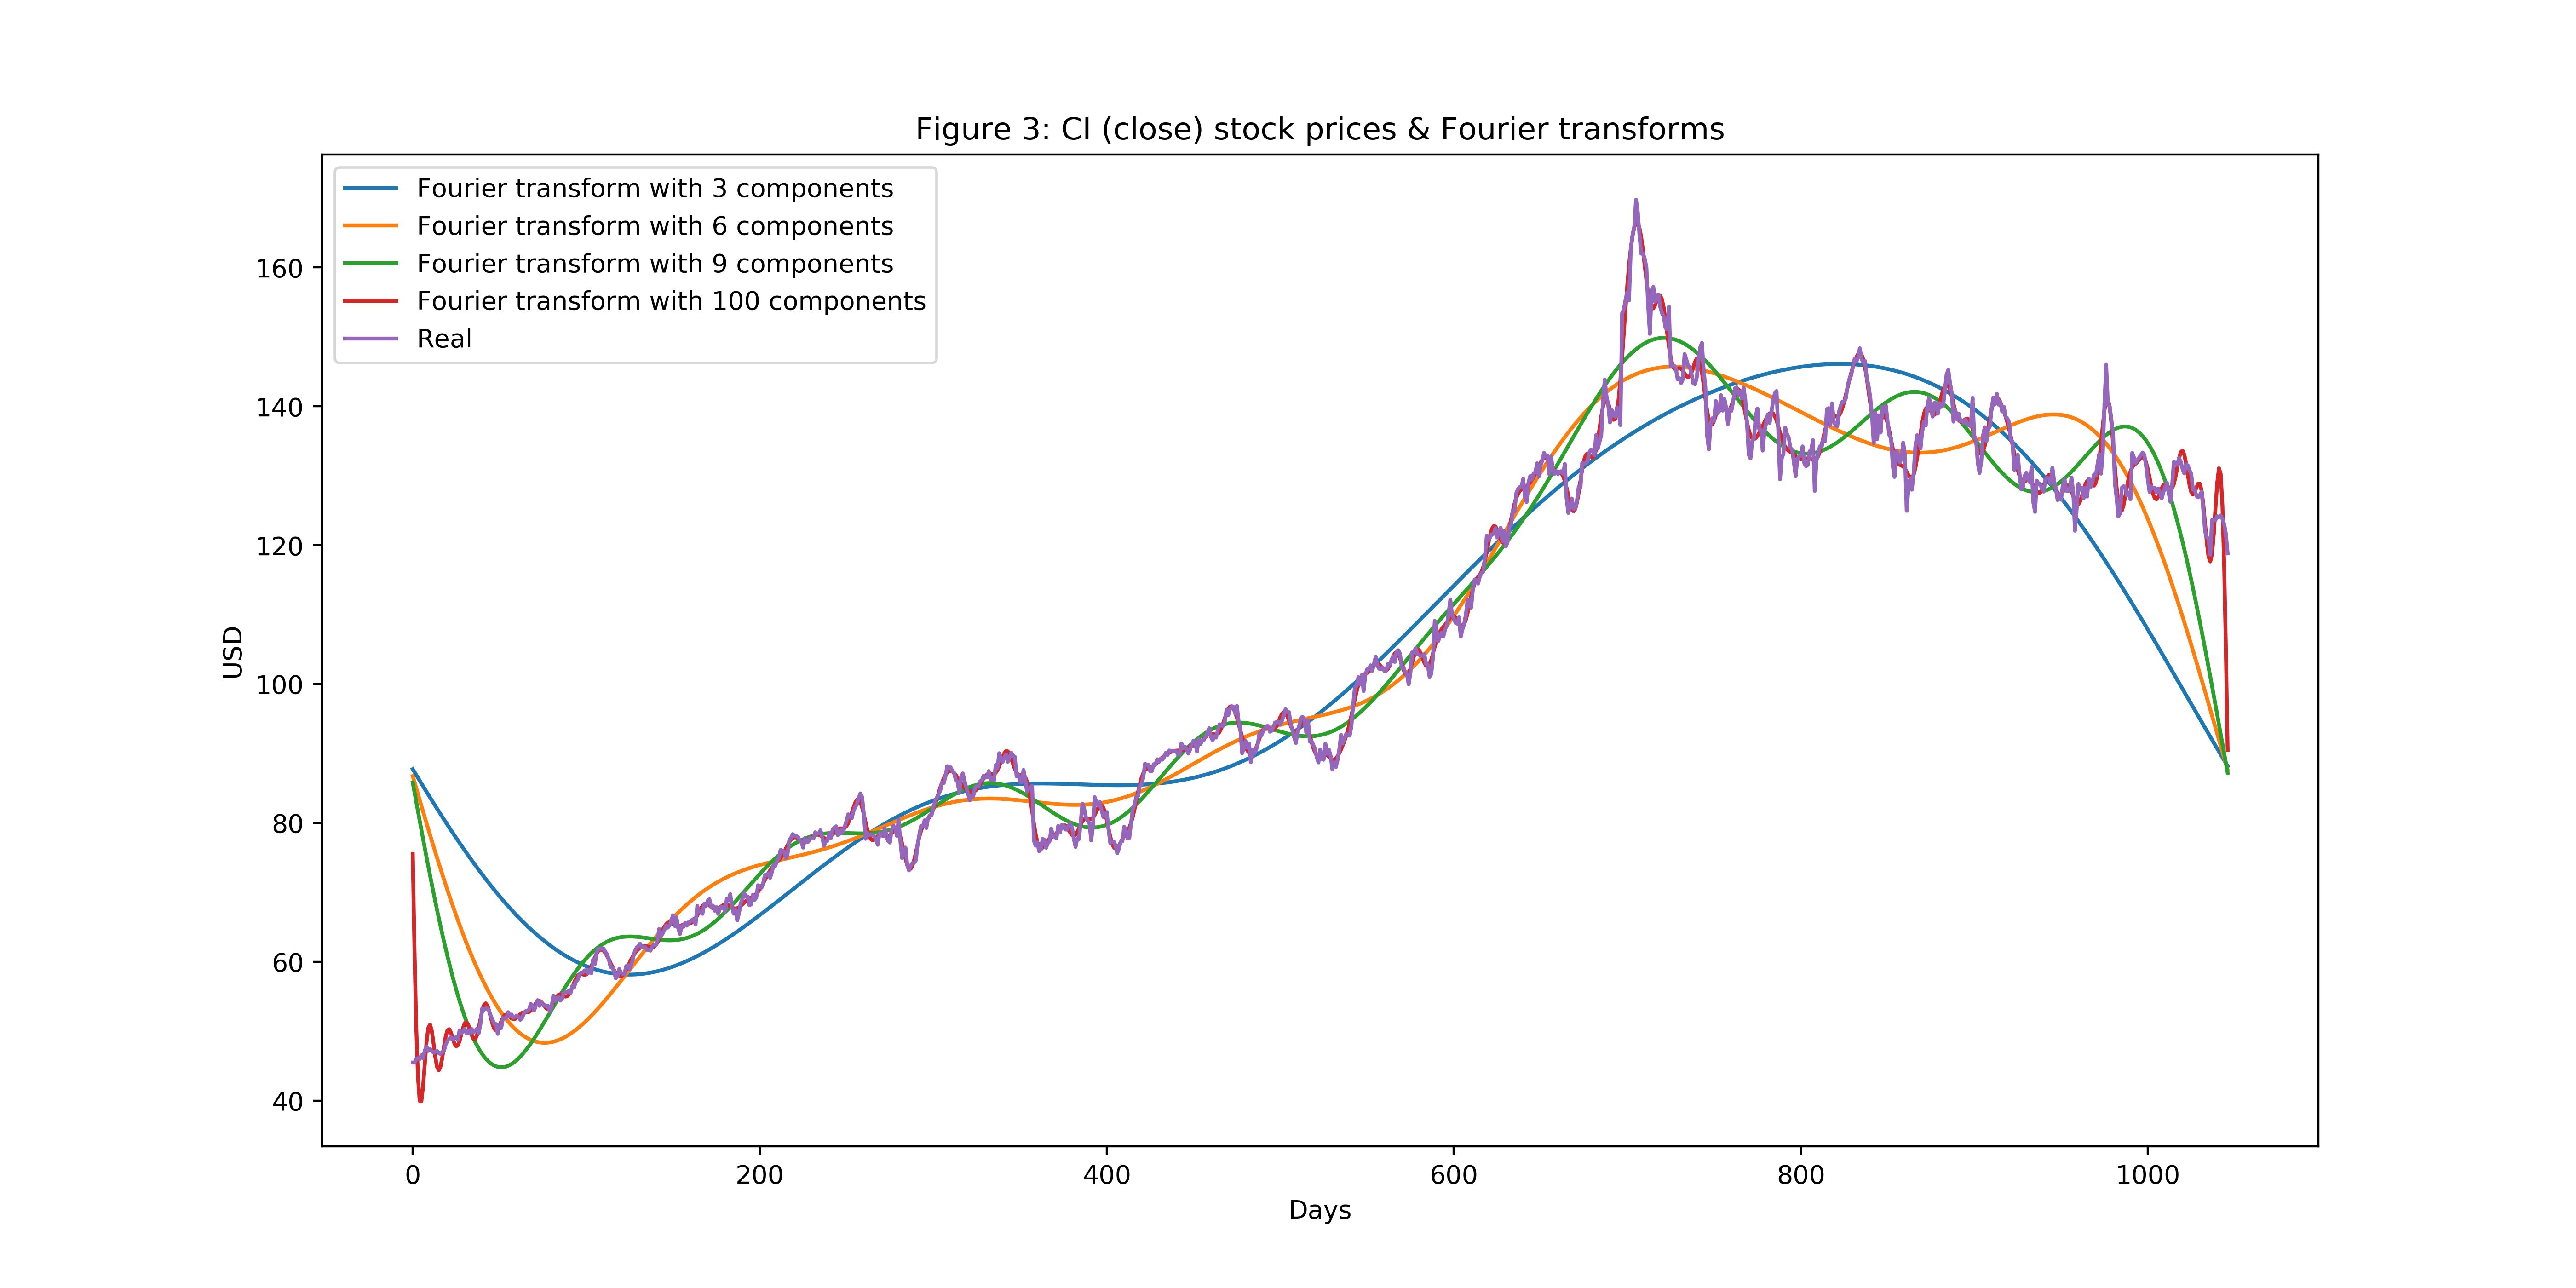 Figure 3: CI (close) stock prices & Fourier transforms
Fourier transform with 3 components
Fourier transform with 6 components
Fourier transform with 9 components
Fourier transform with 100 components
Real
160
140
120
100
80
60
40
USD
0 200 400 600 800 1000
Days